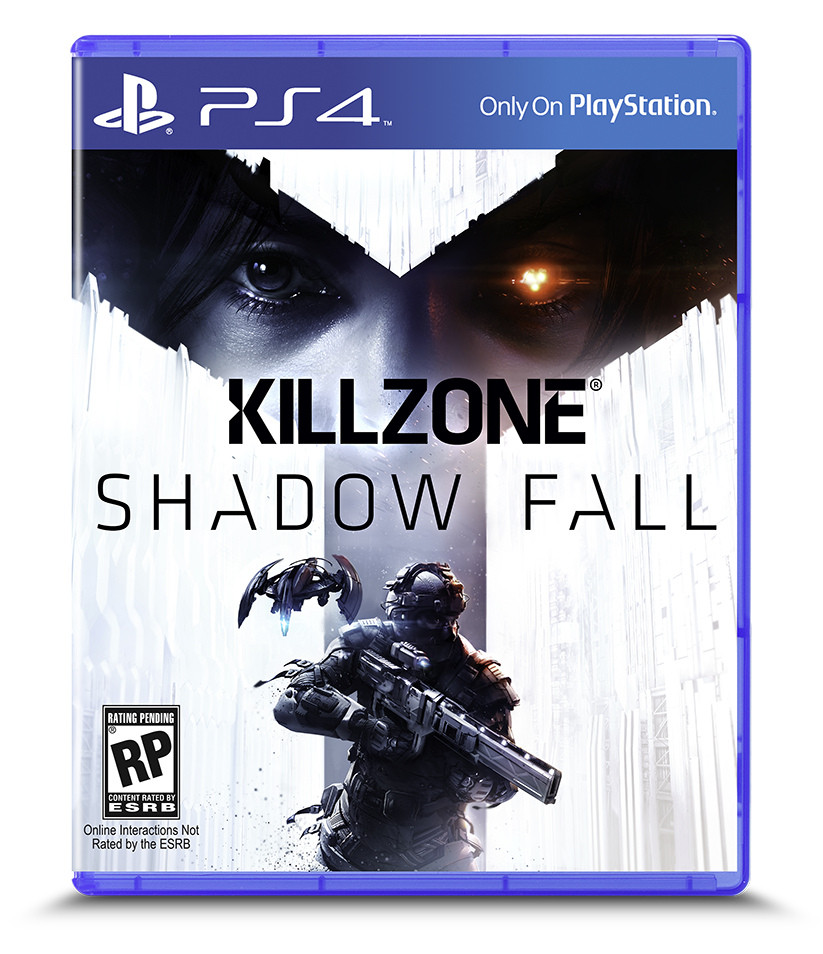 PS4™
Only On PlayStation®
KILLZONE®
SHADOW FALL
RATING PENDING
®
RP
CONTENT RATED BY
ESRB
Online Interactions Not
Rated by the ESRB